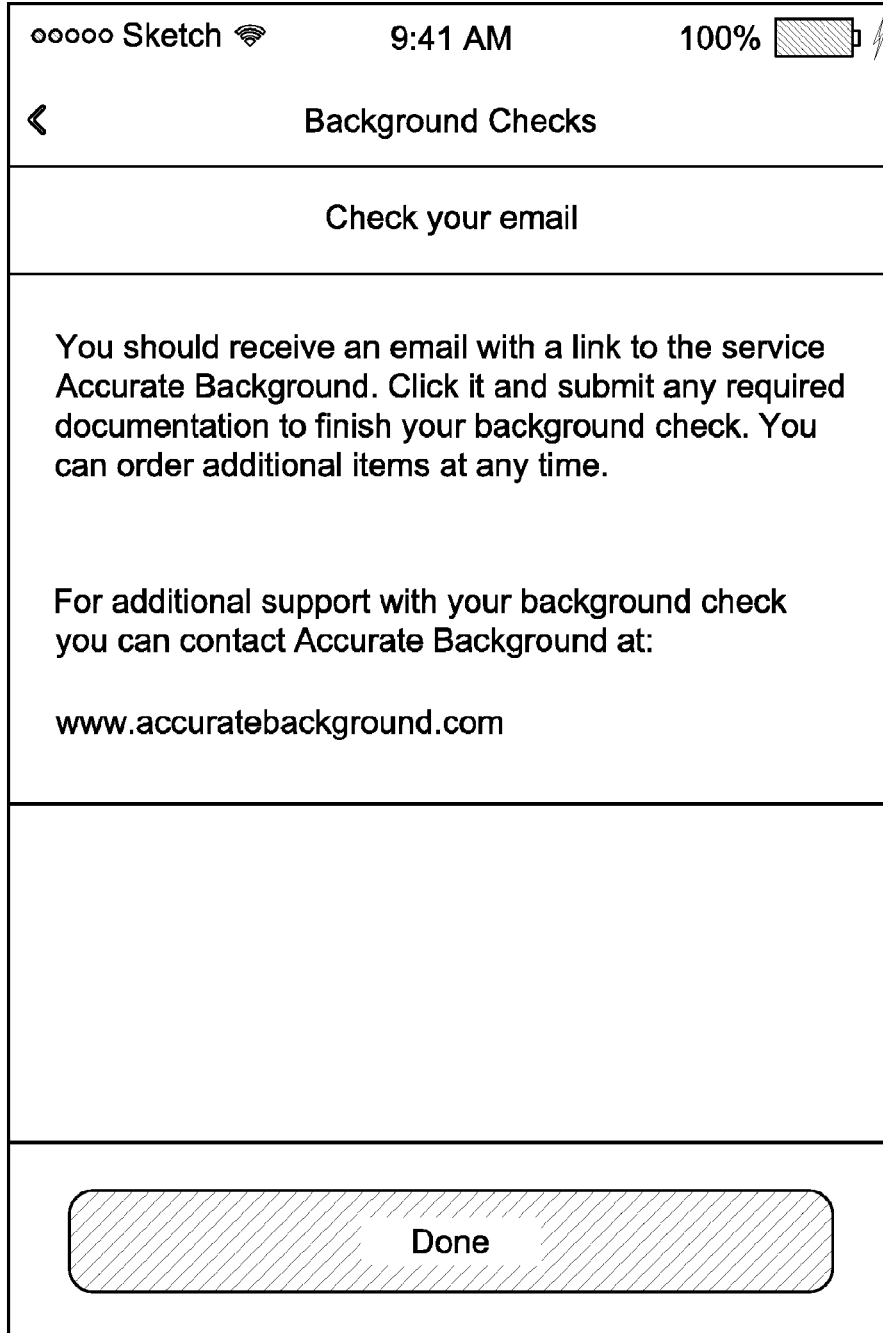 ooooo Sketch 9:41 AM 100%
Background Checks
Check your email
You should receive an email with a link to the service
Accurate Background. Click it and submit any required
documentation to finish your background check. You
can order additional items at any time.
For additional support with your background check
you can contact Accurate Background at:
www.accuratebackground.com
Done